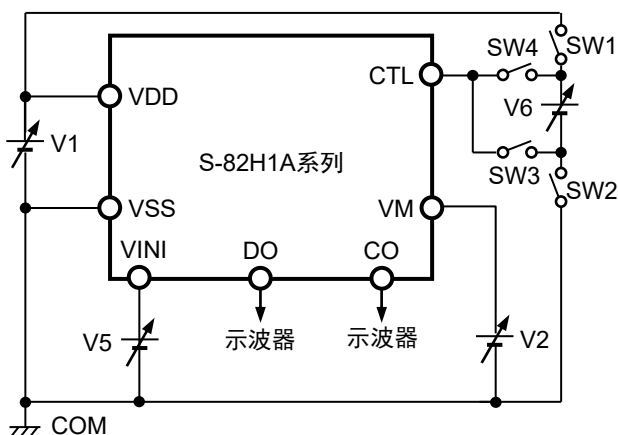 SW1
SW4
CTL
VDD
V6
V1
S-82H1A系列
SW3
SW2
VSS
VM
VINI
DO
CO
示波器
示波器
V5
V2
COM